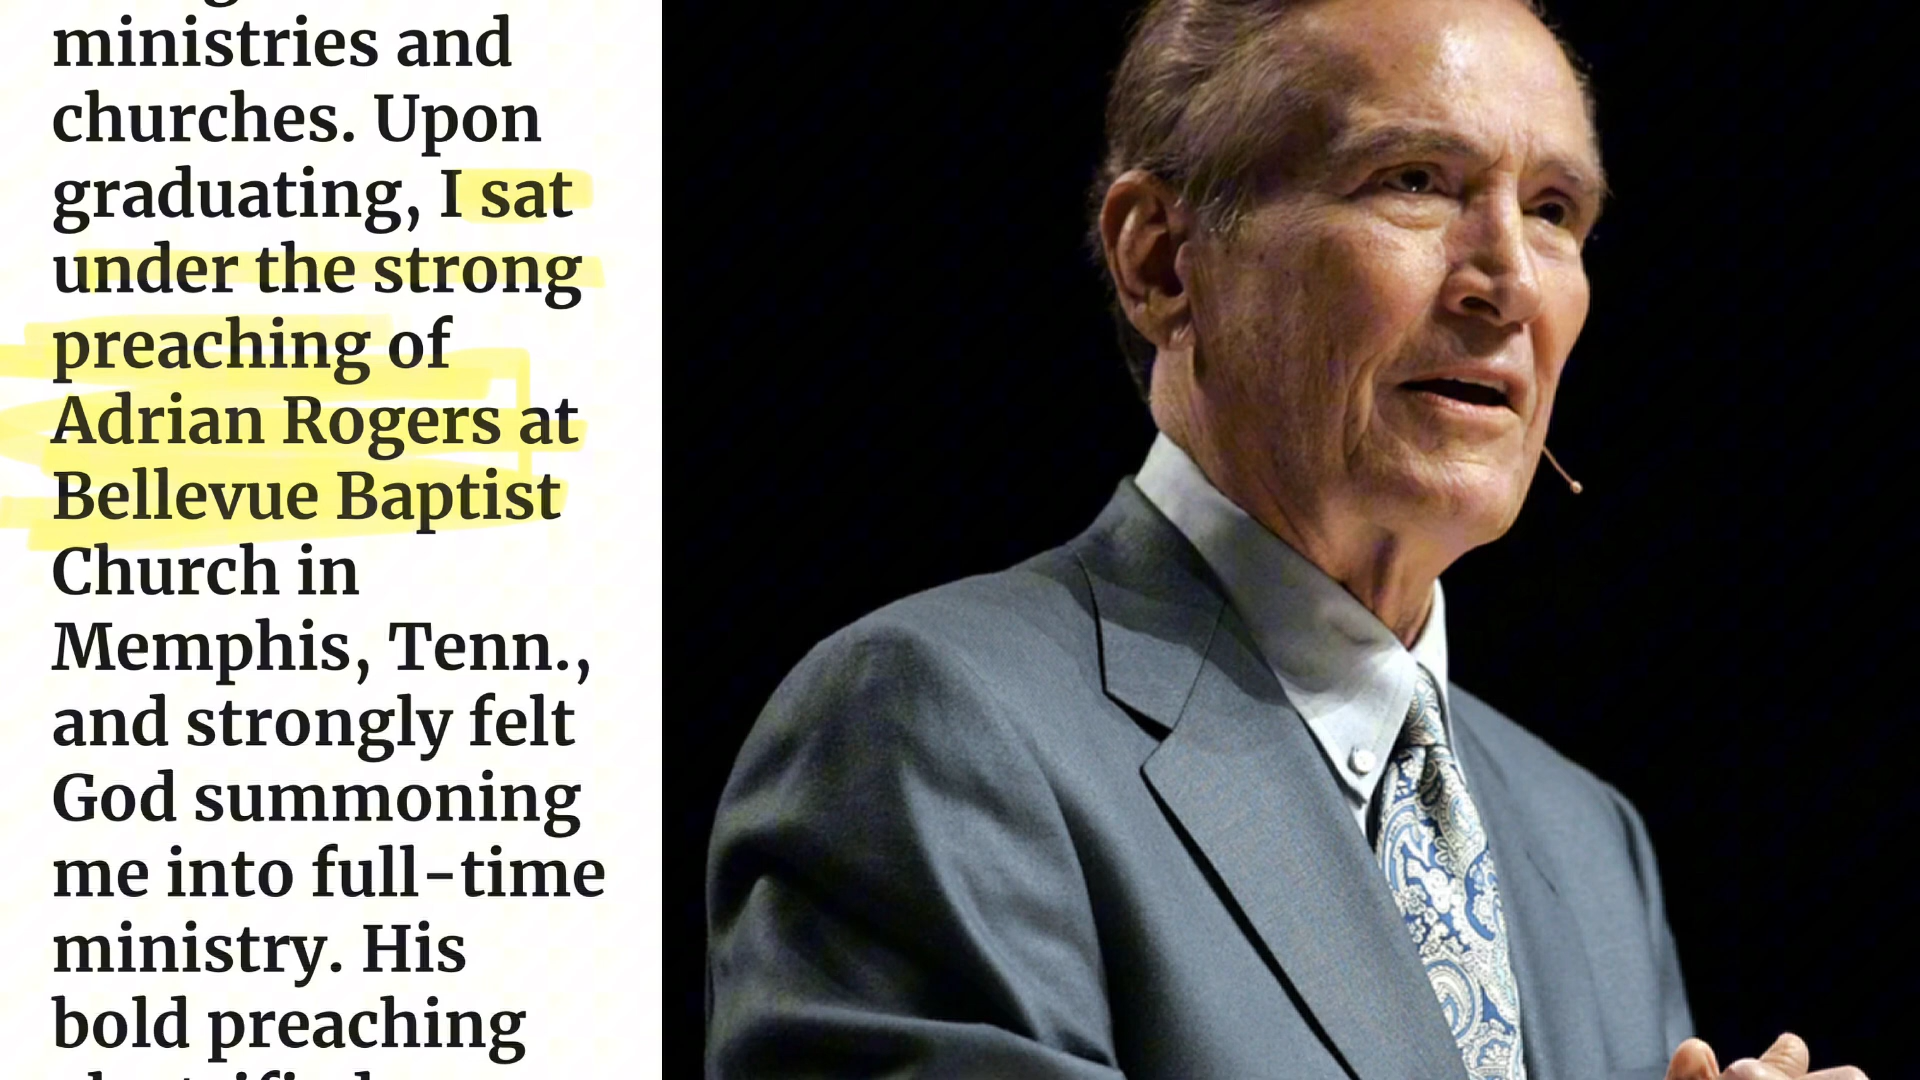 ministries and
churches. Upon
graduating, I sat
under the strong
preaching of
Adrian Rogers at
Bellevue Baptist
Church in
Memphis, Tenn.,
and strongly felt
God summoning
me into full-time
ministry. His
bold preaching